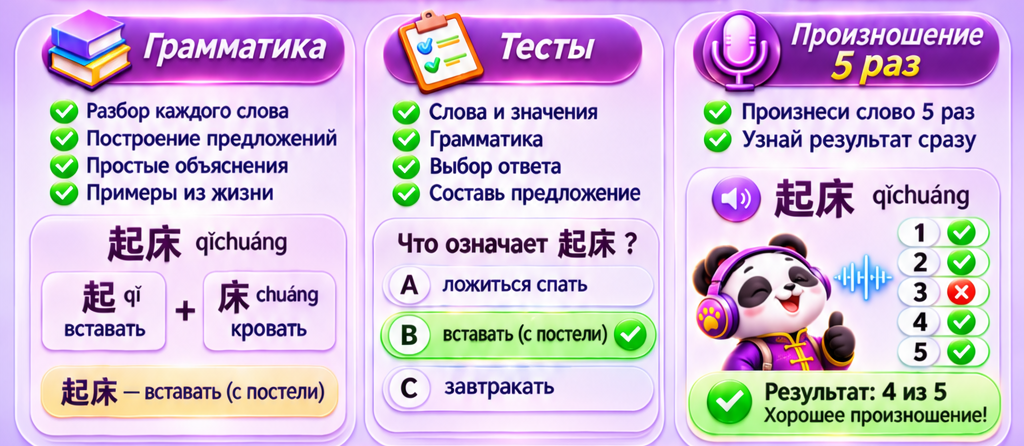 Грамматика
Разбор каждого слова
Построение предложений
Простые объяснения
Примеры из жизни
起床 qǐchuáng
起 qǐ
вставать
+
床 chuáng
кровать
起床 — вставать (с постели)
Тесты
Слова и значения
Грамматика
Выбор ответа
Составь предложение
Что означает 起床 ?
A ложиться спать
B вставать (с постели)
C завтракать
Произношение
5 раз
Произнеси слово 5 раз
Узнай результат сразу
起床 qǐchuáng
1
2
3
4
5
Результат: 4 из 5
Хорошее произношение!